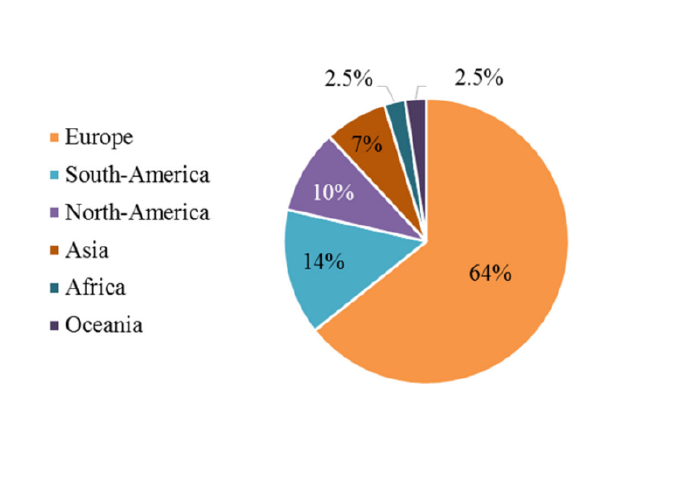 2.5%
2.5%
Europe
South-America
North-America
Asia
Africa
Oceania
7%
10%
14%
64%